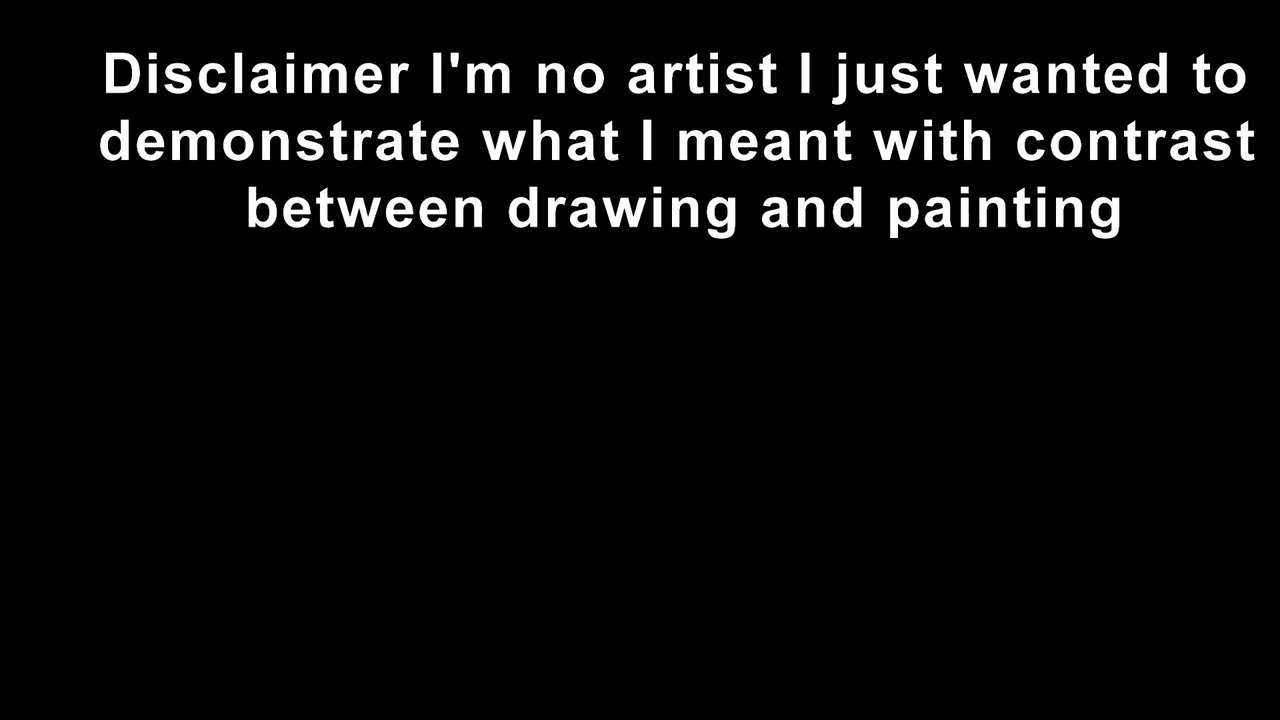 Disclaimer I'm no artist I just wanted to
demonstrate what I meant with contrast
between drawing and painting